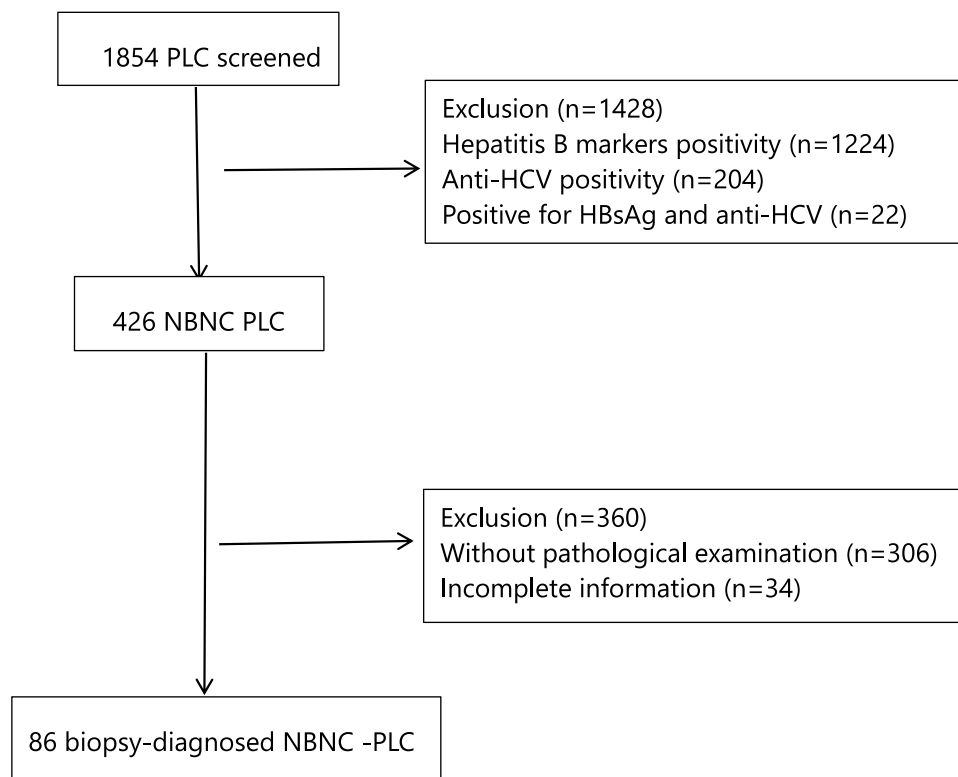 1854 PLC screened
Exclusion (n=1428)
Hepatitis B markers positivity (n=1224)
Anti-HCV positivity (n=204)
Positive for HBsAg and anti-HCV (n=22)
426 NBNC PLC
Exclusion (n=360)
Without pathological examination (n=306)
Incomplete information (n=34)
86 biopsy-diagnosed NBNC -PLC